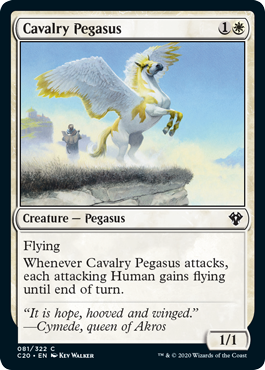 Cavalry Pegasus 1
Creature — Pegasus
Flying
Whenever Cavalry Pegasus attacks,
each attacking Human gains flying
until end of turn.
"It is hope, hooved and winged."
—Cymede, queen of Akros
1/1
081/322 C
C20 • EN KEY WALKER
™ & © 2020 Wizards of the Coast